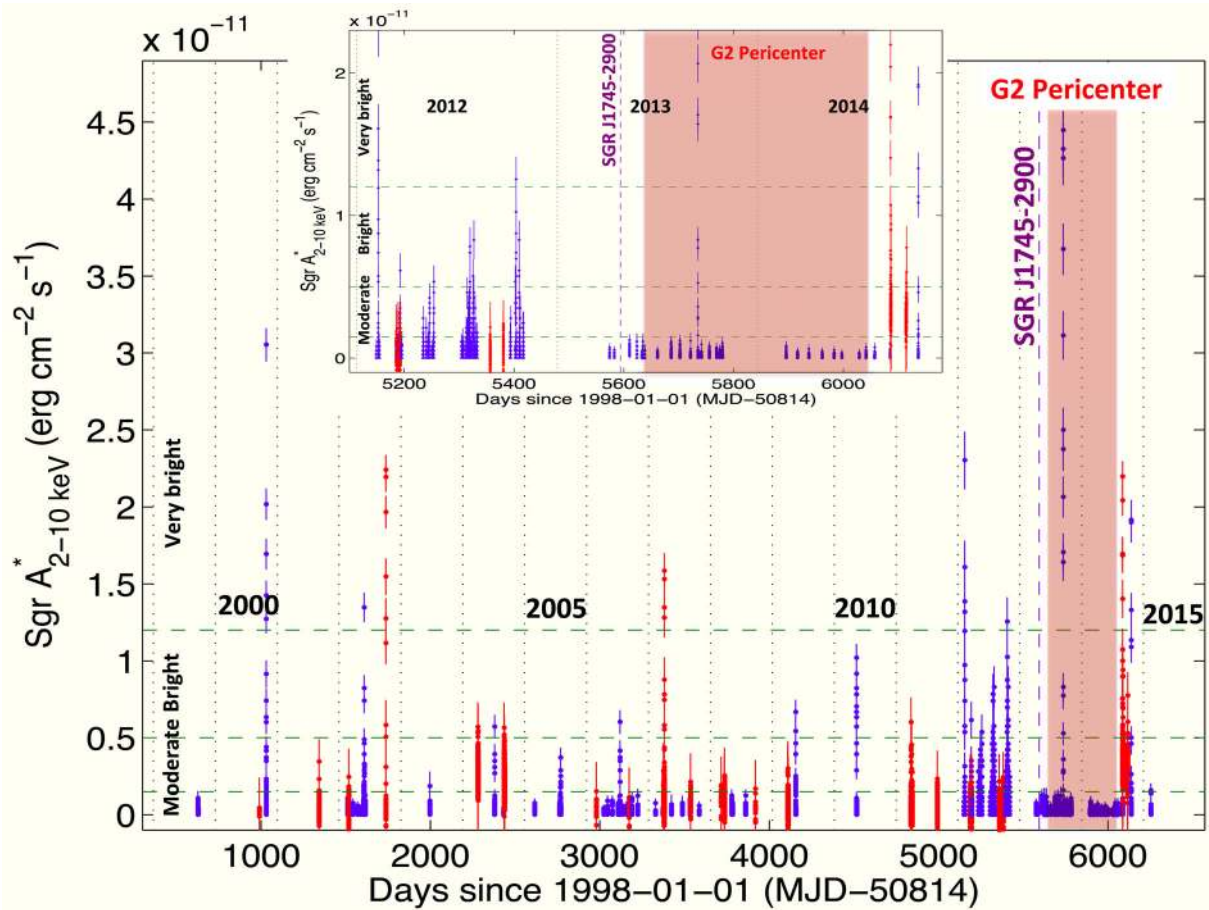 x 10⁻¹¹
x 10⁻¹¹
G2 Pericenter
SGR J1745-2900
2012
2013
2014
Very bright
Bright
Moderate
Sgr A*₂₋₁₀ keV (erg cm⁻² s⁻¹)
2
1
0
5200
5400
5600
5800
6000
Days since 1998-01-01 (MJD-50814)
G2 Pericenter
SGR J1745-2900
4.5
4
3.5
3
2.5
2
1.5
1
0.5
0
Sgr A*₂₋₁₀ keV (erg cm⁻² s⁻¹)
Very bright
Moderate Bright
2000
2005
2010
2015
1000
2000
3000
4000
5000
6000
Days since 1998-01-01 (MJD-50814)